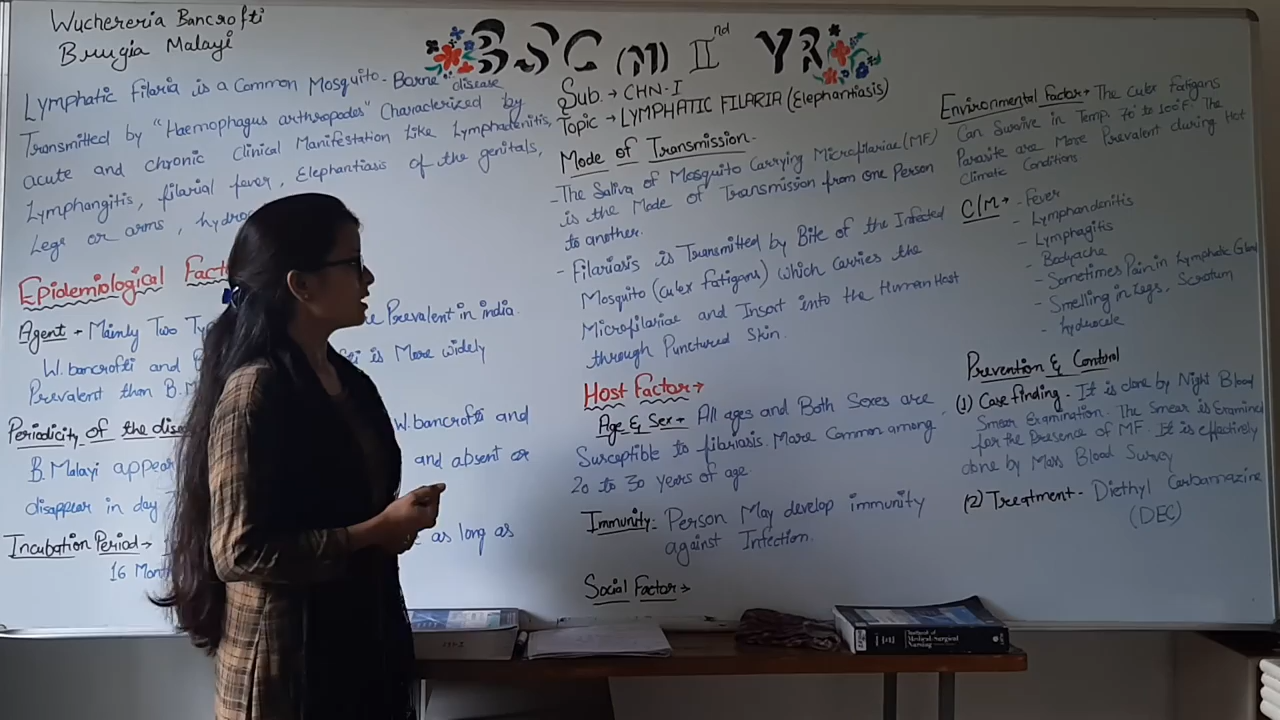 Wuchereria Bancrofti
Brugia Malayi
BSC (N) II nd YR
Lymphatic Filaria is a Common Mosquito-Barne disease
Transmitted by "Haemophagus arthropodes" Characterized by
acute and chronic Clinical Manifestation like Lymphadenitis,
Lymphangitis, filarial fever, Elephantiasis of the genitals,
Legs or arms,
Epidemiological
Agent → Mainly Two
Prevalent in india.
W. bancrofti and
is More widely
Prevalent than B.
Periodicity of the
W. bancrofti and
B. Malayi appear
and absent or
disappear in day
Incubation Period →
as long as
16
Sub. → CHN-I
Topic → LYMPHATIC FILARIA (Elephantiasis)
Mode of Transmission-
- The Saliva of Mosquito Carrying Microfilariae (MF)
is the Mode of Transmission from one Person
to another.
- Filariasis is Transmitted by Bite of the Infected
Mosquito (culex fatigons) which carries the
Microfilariae and Insort into the Human Host
through Punctured Skin.
Host Factor →
Age & Sex → All ages and Both Sexes are
Susceptible to filariasis. More Common among
20 to 30 years of age
Immunity: Person May develop immunity
against Infection.
Social Factor →
Environmental Factor → The culex fatigans
Can Survive in Temp. 70 to 100°F. The
Parasite are More Prevalent during Hot
Climatic Conditions
C/M → - Fever
- Lymphandenitis
- Lymphagitis
- Bodyache
- Sometimes Pain in Lymphatic Gland
- Smelling in Legs, Scrotum
- hydrocele
Prevention & Control
(1) Case finding - It is done by Night Blood
Smear Examination. The Smear is Examined
for the Presence of MF. It is effectively
done by Mass Blood Survey
(2) Treatment - Diethyl Carbamazine
(DEC)
Textbook of
Medical-Surgical
Nursing